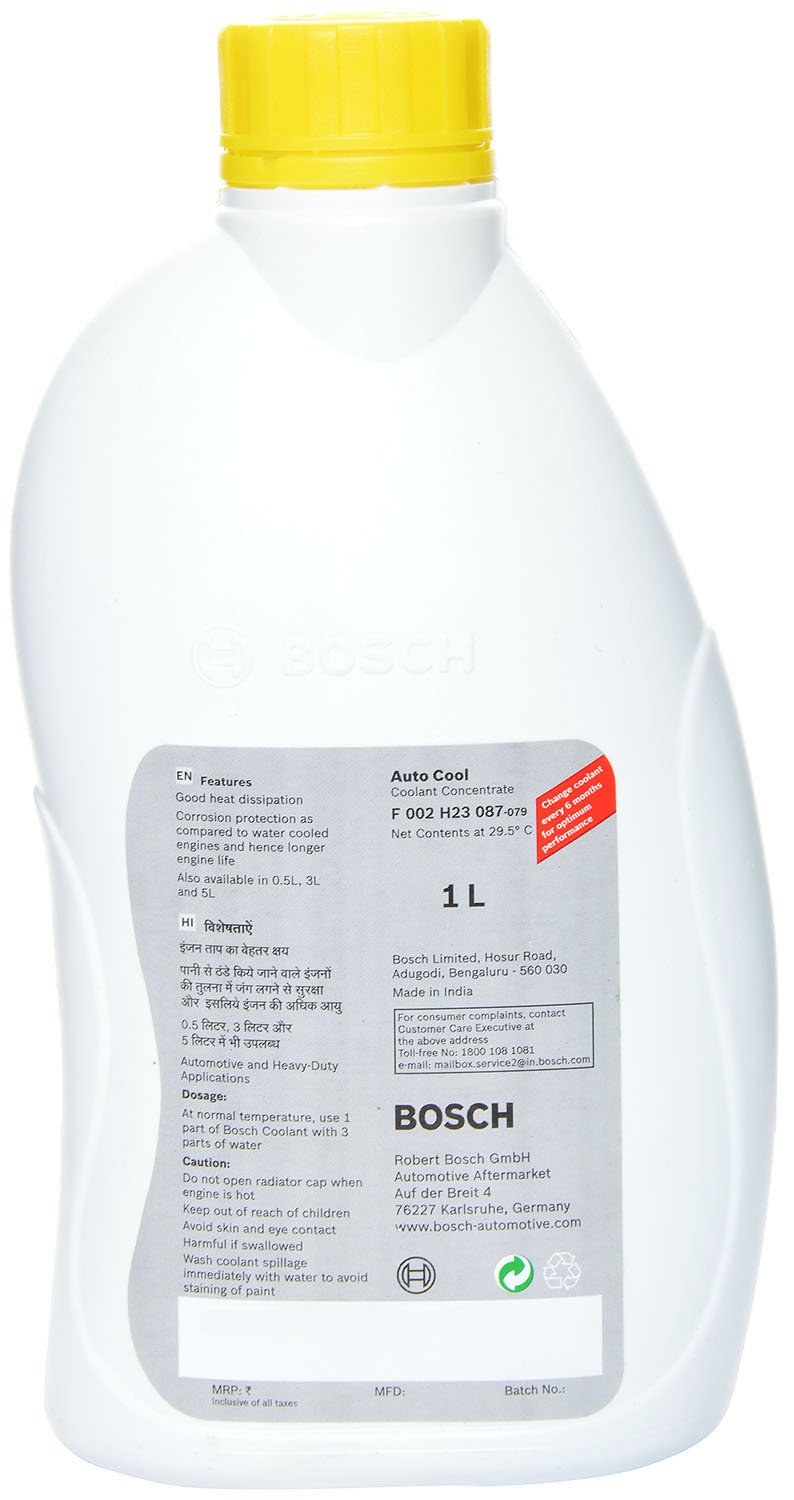 BOSCH
EN Features
Good heat dissipation
Corrosion protection as
compared to water cooled
engines and hence longer
engine life
Also available in 0.5L, 3L
and 5L
HI विशेषताऐं
इंजन ताप का बेहतर क्षय
पानी से ठंडे किये जाने वाले इंजनों
की तुलना में जंग लगने से सुरक्षा
और इसलिये इंजन की अधिक आयु
0.5 लिटर, 3 लिटर और
5 लिटर में भी उपलब्ध
Automotive and Heavy-Duty
Applications
Dosage:
At normal temperature, use 1
part of Bosch Coolant with 3
parts of water
Caution:
Do not open radiator cap when
engine is hot
Keep out of reach of children
Avoid skin and eye contact
Harmful if swallowed
Wash coolant spillage
immediately with water to avoid
staining of paint
Auto Cool
Coolant Concentrate
F 002 H23 087-079
Net Contents at 29.5° C
Change coolant
every 6 months
for optimum
performance
1 L
Bosch Limited, Hosur Road,
Adugodi, Bengaluru - 560 030
Made in India
For consumer complaints, contact
Customer Care Executive at
the above address
Toll-free No: 1800 108 1081
e-mail: mailbox.service2@in.bosch.com
BOSCH
Robert Bosch GmbH
Automotive Aftermarket
Auf der Breit 4
76227 Karlsruhe, Germany
www.bosch-automotive.com
MRP: ₹
Inclusive of all taxes
MFD:
Batch No.: